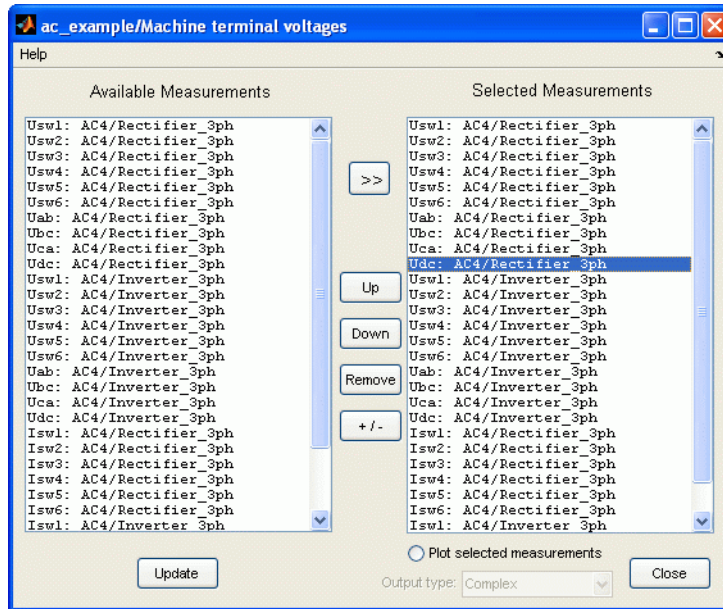 ac_example/Machine terminal voltages
Help
Available Measurements
Usw1: AC4/Rectifier_3ph
Usw2: AC4/Rectifier_3ph
Usw3: AC4/Rectifier_3ph
Usw4: AC4/Rectifier_3ph
Usw5: AC4/Rectifier_3ph
Usw6: AC4/Rectifier_3ph
Uab: AC4/Rectifier_3ph
Ubc: AC4/Rectifier_3ph
Uca: AC4/Rectifier_3ph
Udc: AC4/Rectifier_3ph
Usw1: AC4/Inverter_3ph
Usw2: AC4/Inverter_3ph
Usw3: AC4/Inverter_3ph
Usw4: AC4/Inverter_3ph
Usw5: AC4/Inverter_3ph
Usw6: AC4/Inverter_3ph
Uab: AC4/Inverter_3ph
Ubc: AC4/Inverter_3ph
Uca: AC4/Inverter_3ph
Udc: AC4/Inverter_3ph
Isw1: AC4/Rectifier_3ph
Isw2: AC4/Rectifier_3ph
Isw3: AC4/Rectifier_3ph
Isw4: AC4/Rectifier_3ph
Isw5: AC4/Rectifier_3ph
Isw6: AC4/Rectifier_3ph
Isw1: AC4/Inverter_3ph
Update
>>
Up
Down
Remove
+ / -
Selected Measurements
Usw1: AC4/Rectifier_3ph
Usw2: AC4/Rectifier_3ph
Usw3: AC4/Rectifier_3ph
Usw4: AC4/Rectifier_3ph
Usw5: AC4/Rectifier_3ph
Usw6: AC4/Rectifier_3ph
Uab: AC4/Rectifier_3ph
Ubc: AC4/Rectifier_3ph
Uca: AC4/Rectifier_3ph
Udc: AC4/Rectifier_3ph
Usw1: AC4/Inverter_3ph
Usw2: AC4/Inverter_3ph
Usw3: AC4/Inverter_3ph
Usw4: AC4/Inverter_3ph
Usw5: AC4/Inverter_3ph
Usw6: AC4/Inverter_3ph
Uab: AC4/Inverter_3ph
Ubc: AC4/Inverter_3ph
Uca: AC4/Inverter_3ph
Udc: AC4/Inverter_3ph
Isw1: AC4/Rectifier_3ph
Isw2: AC4/Rectifier_3ph
Isw3: AC4/Rectifier_3ph
Isw4: AC4/Rectifier_3ph
Isw5: AC4/Rectifier_3ph
Isw6: AC4/Rectifier_3ph
Isw1: AC4/Inverter_3ph
Plot selected measurements
Output type: Complex
Close